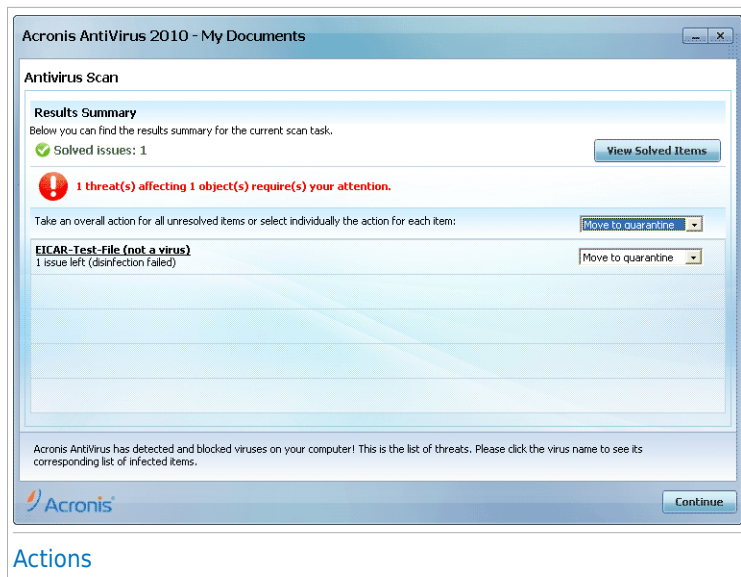 Acronis AntiVirus 2010 - My Documents
Antivirus Scan
Results Summary
Below you can find the results summary for the current scan task.
Solved issues: 1
View Solved Items
1 threat(s) affecting 1 object(s) require(s) your attention.
Take an overall action for all unresolved items or select individually the action for each item:
Move to quarantine
EICAR-Test-File (not a virus)
1 issue left (disinfection failed)
Move to quarantine
Acronis AntiVirus has detected and blocked viruses on your computer! This is the list of threats. Please click the virus name to see its
corresponding list of infected items.
Acronis
Continue
Actions